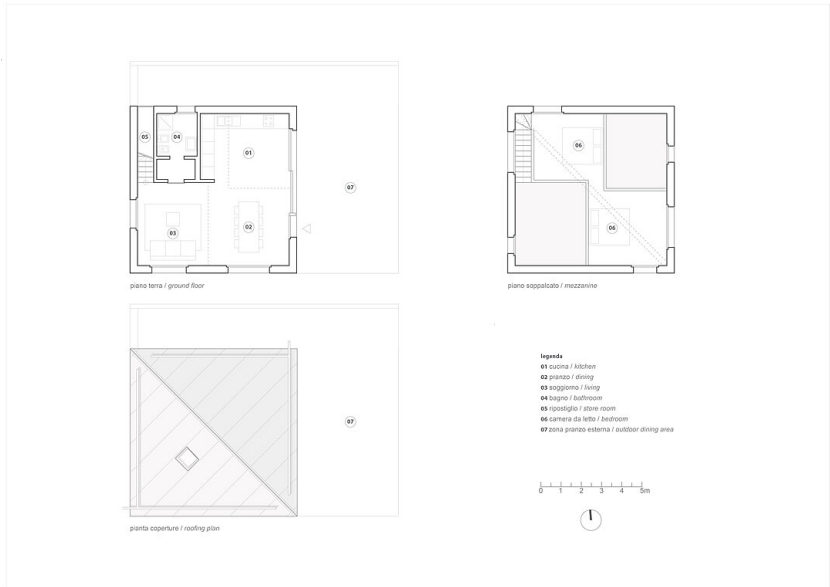 05
04
01
07
03
02
piano terra / ground floor
06
06
piano soppalcato / mezzanine
07
pianta coperture / roofing plan
legenda
01 cucina / kitchen
02 pranzo / dining
03 soggiorno / living
04 bagno / bathroom
05 ripostiglio / store room
06 camera da letto / bedroom
07 zona pranzo esterna / outdoor dining area
0 1 2 3 4 5m